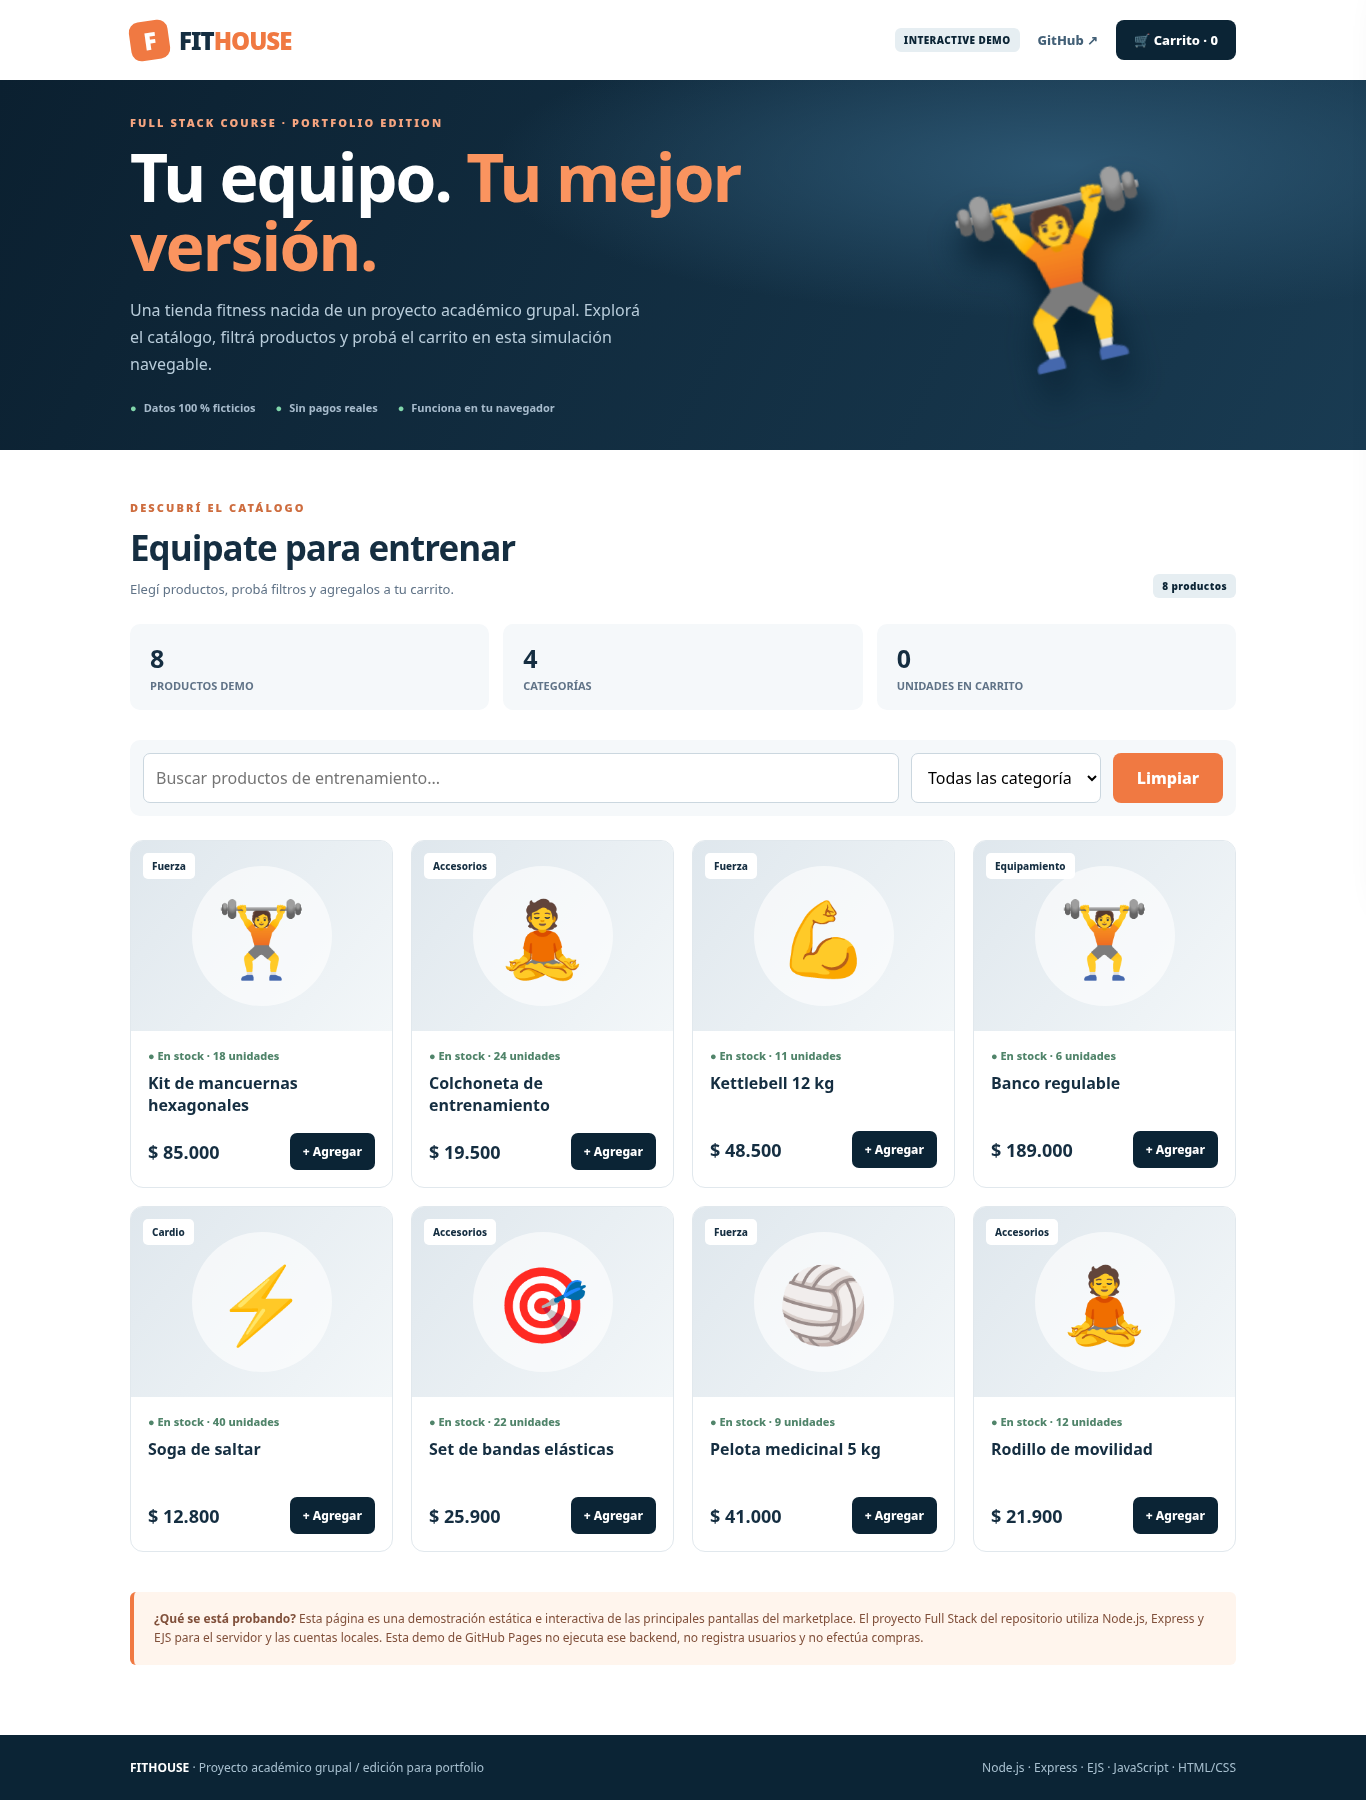 F FITHOUSE
INTERACTIVE DEMO
GitHub ↗
🛒 Carrito · 0
FULL STACK COURSE · PORTFOLIO EDITION
Tu equipo. Tu mejor
versión.
Una tienda fitness nacida de un proyecto académico grupal. Explorá
el catálogo, filtrá productos y probá el carrito en esta simulación
navegable.
● Datos 100 % ficticios ● Sin pagos reales ● Funciona en tu navegador
DESCUBRÍ EL CATÁLOGO
Equipate para entrenar
Elegí productos, probá filtros y agregalos a tu carrito.
8 productos
8
PRODUCTOS DEMO
4
CATEGORÍAS
0
UNIDADES EN CARRITO
Buscar productos de entrenamiento...
Todas las categoría
Limpiar
Fuerza
● En stock · 18 unidades
Kit de mancuernas
hexagonales
$ 85.000
+ Agregar
Accesorios
● En stock · 24 unidades
Colchoneta de
entrenamiento
$ 19.500
+ Agregar
Fuerza
● En stock · 11 unidades
Kettlebell 12 kg
$ 48.500
+ Agregar
Equipamiento
● En stock · 6 unidades
Banco regulable
$ 189.000
+ Agregar
Cardio
● En stock · 40 unidades
Soga de saltar
$ 12.800
+ Agregar
Accesorios
● En stock · 22 unidades
Set de bandas elásticas
$ 25.900
+ Agregar
Fuerza
● En stock · 9 unidades
Pelota medicinal 5 kg
$ 41.000
+ Agregar
Accesorios
● En stock · 12 unidades
Rodillo de movilidad
$ 21.900
+ Agregar
¿Qué se está probando? Esta página es una demostración estática e interactiva de las principales pantallas del marketplace. El proyecto Full Stack del repositorio utiliza Node.js, Express y
EJS para el servidor y las cuentas locales. Esta demo de GitHub Pages no ejecuta ese backend, no registra usuarios y no efectúa compras.
FITHOUSE · Proyecto académico grupal / edición para portfolio
Node.js · Express · EJS · JavaScript · HTML/CSS